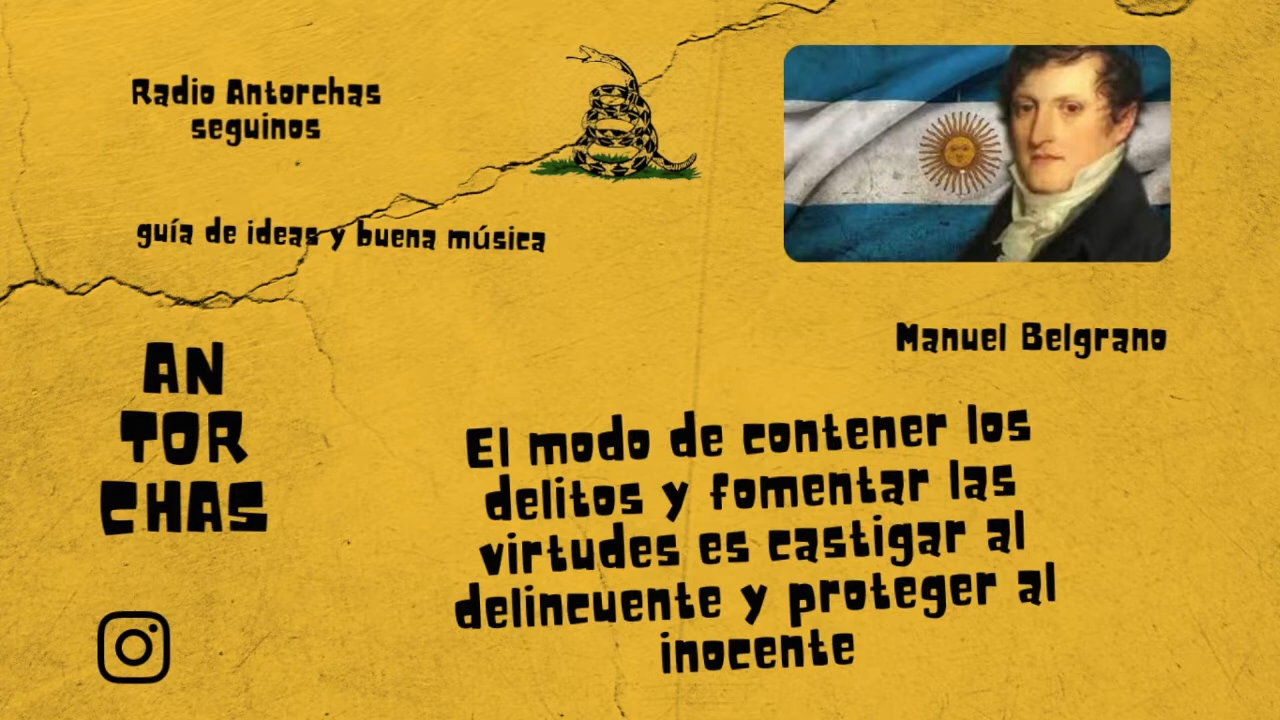 Radio Antorchas
seguinos
guía de ideas y buena música
Manuel Belgrano
AN
TOR
CHAS
El modo de contener los
delitos y fomentar las
virtudes es castigar al
delincuente y proteger al
inocente